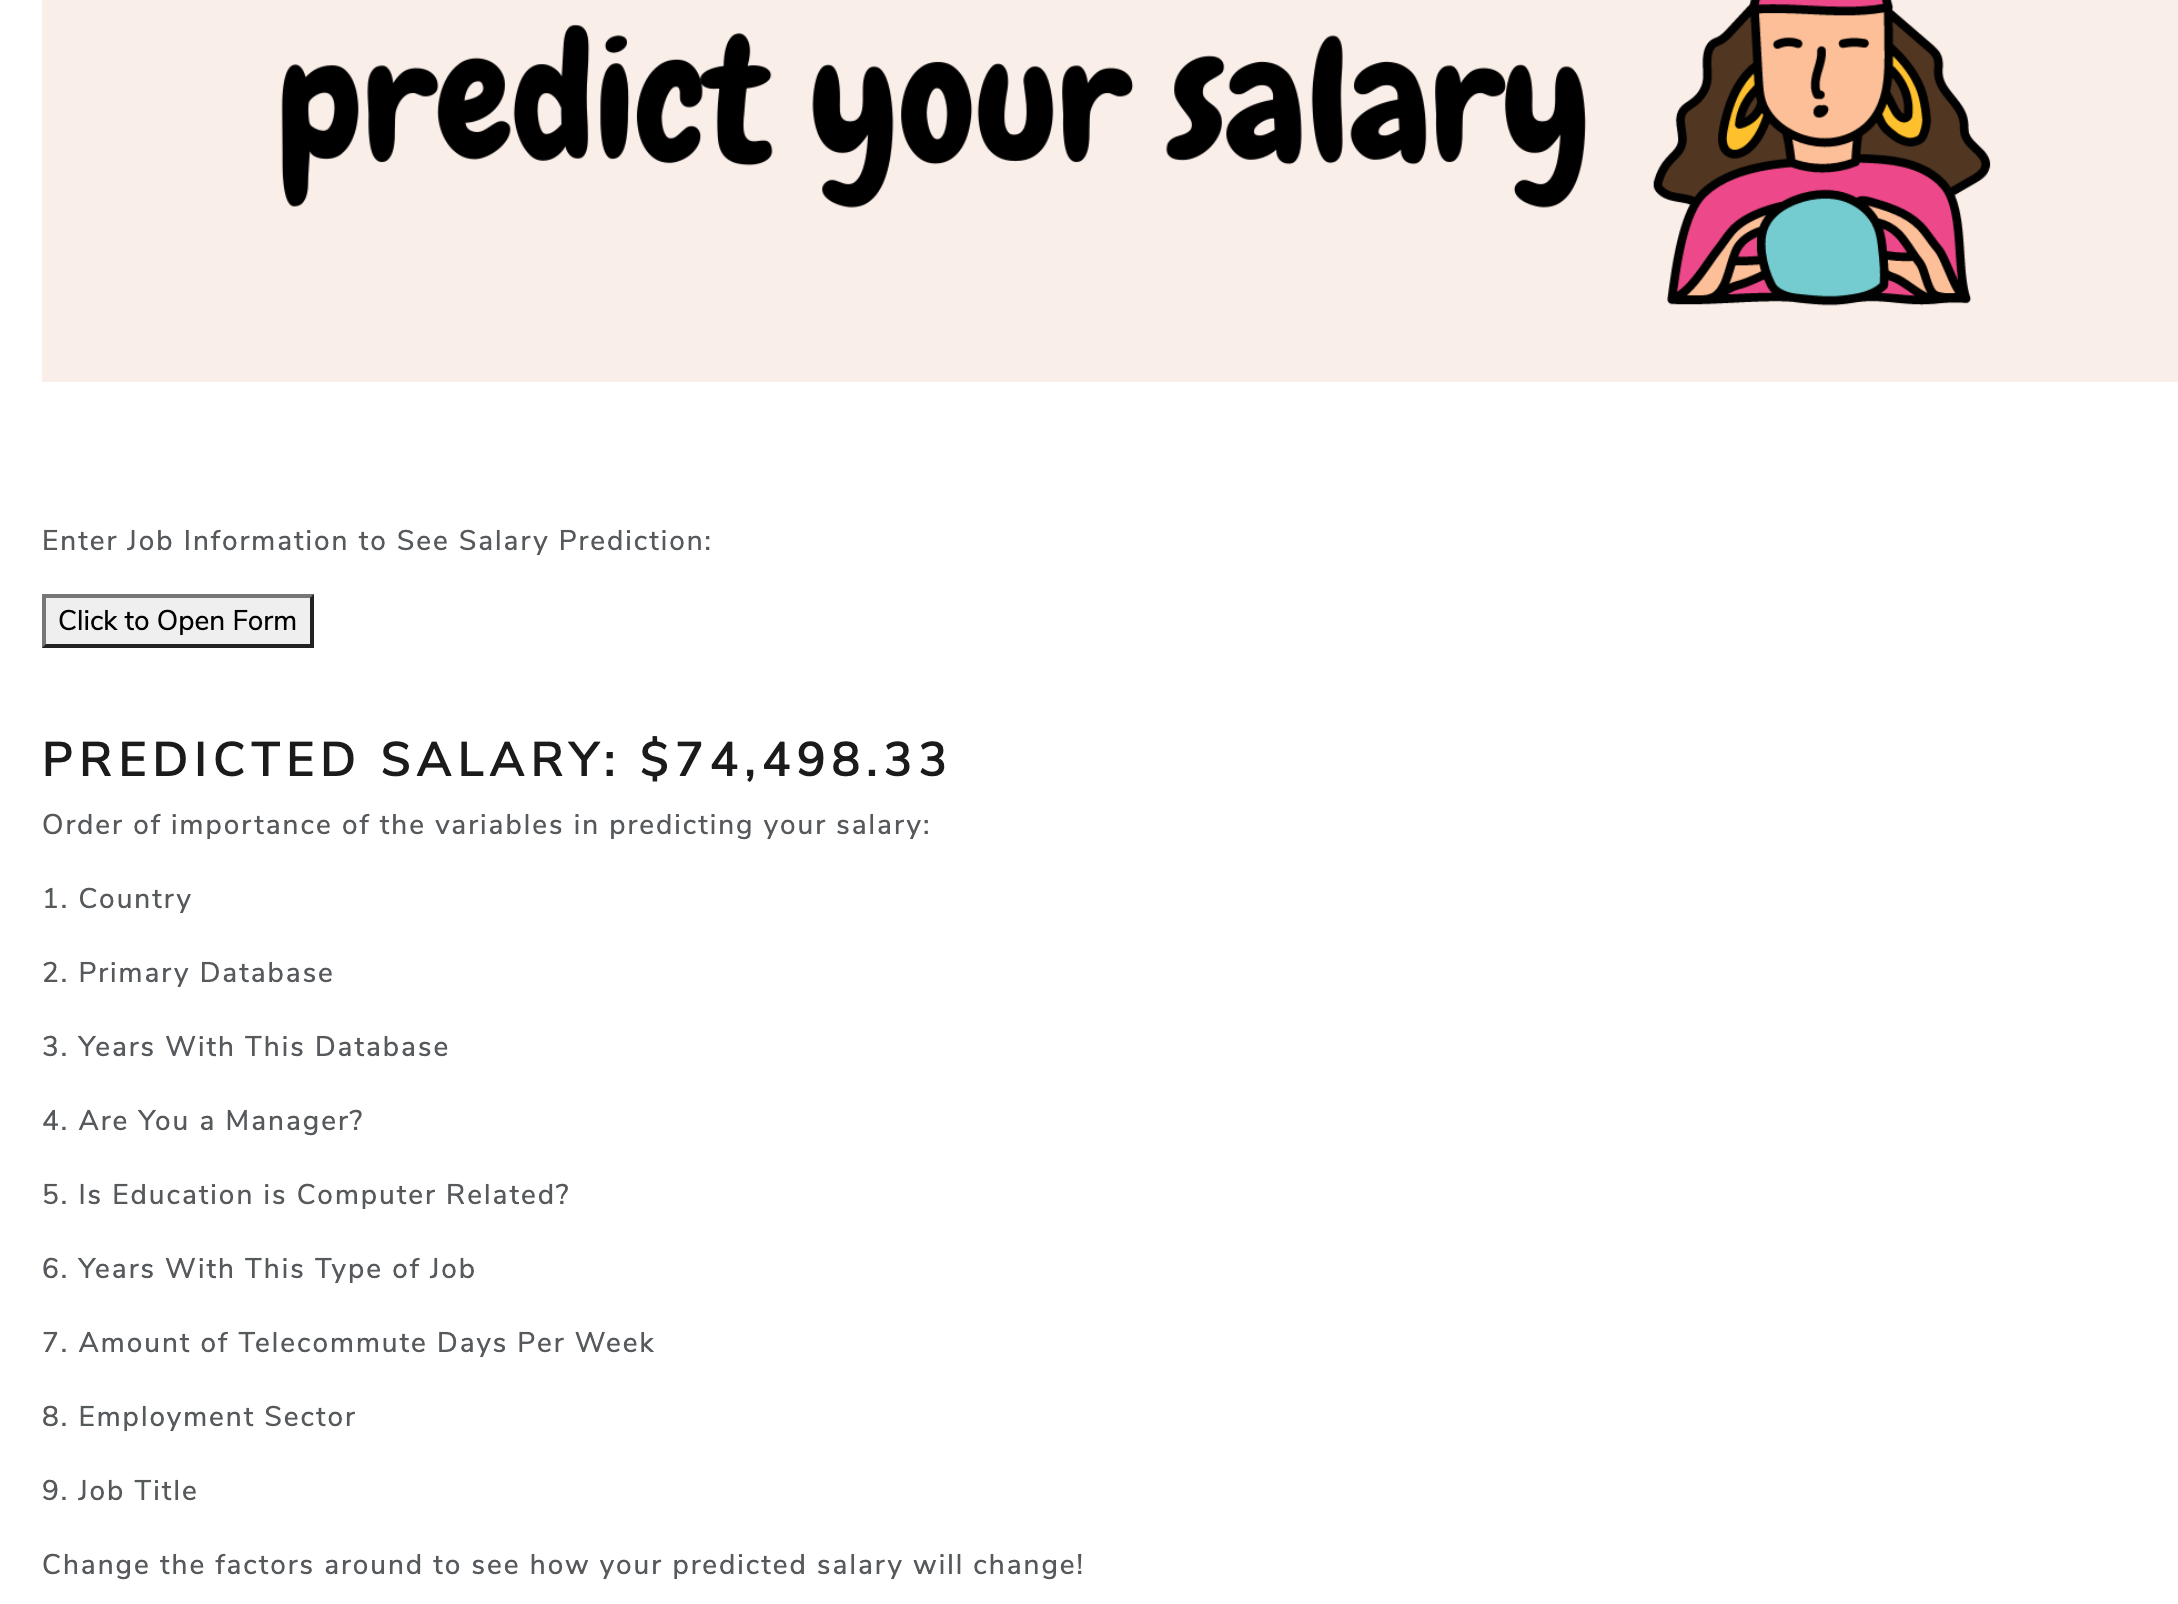 predict your salary
Enter Job Information to See Salary Prediction:
Click to Open Form
PREDICTED SALARY: $74,498.33
Order of importance of the variables in predicting your salary:
1. Country
2. Primary Database
3. Years With This Database
4. Are You a Manager?
5. Is Education is Computer Related?
6. Years With This Type of Job
7. Amount of Telecommute Days Per Week
8. Employment Sector
9. Job Title
Change the factors around to see how your predicted salary will change!